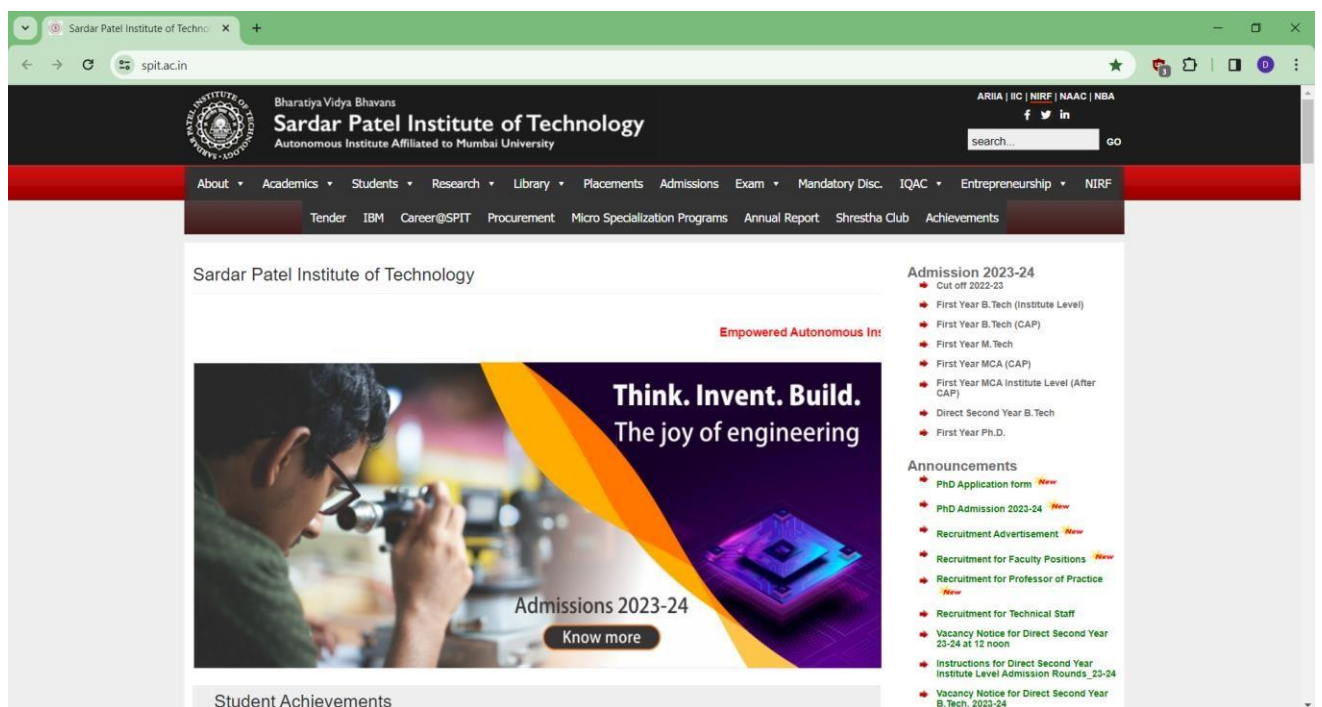 Sardar Patel Institute of Techno
spit.ac.in
3
D
SARDAR PATEL INSTITUTE OF TECHNOLOGY
Bharatiya Vidya Bhavans
Sardar Patel Institute of Technology
Autonomous Institute Affiliated to Mumbai University
ARIIA | IIC | NIRF | NAAC | NBA
search...
GO
About Academics Students Research Library Placements Admissions Exam Mandatory Disc. IQAC Entrepreneurship NIRF
Tender IBM Career@SPIT Procurement Micro Specialization Programs Annual Report Shrestha Club Achievements
Sardar Patel Institute of Technology
Empowered Autonomous Ins
Think. Invent. Build.
The joy of engineering
Admissions 2023-24
Know more
Student Achievements
Admission 2023-24
Cut off 2022-23
First Year B.Tech (Institute Level)
First Year B.Tech (CAP)
First Year M.Tech
First Year MCA (CAP)
First Year MCA Institute Level (After
CAP)
Direct Second Year B.Tech
First Year Ph.D.
Announcements
PhD Application form New
PhD Admission 2023-24 New
Recruitment Advertisement New
Recruitment for Faculty Positions New
Recruitment for Professor of Practice
New
Recruitment for Technical Staff
Vacancy Notice for Direct Second Year
23-24 at 12 noon
Instructions for Direct Second Year
Institute Level Admission Rounds_23-24
Vacancy Notice for Direct Second Year
B.Tech. 2023-24